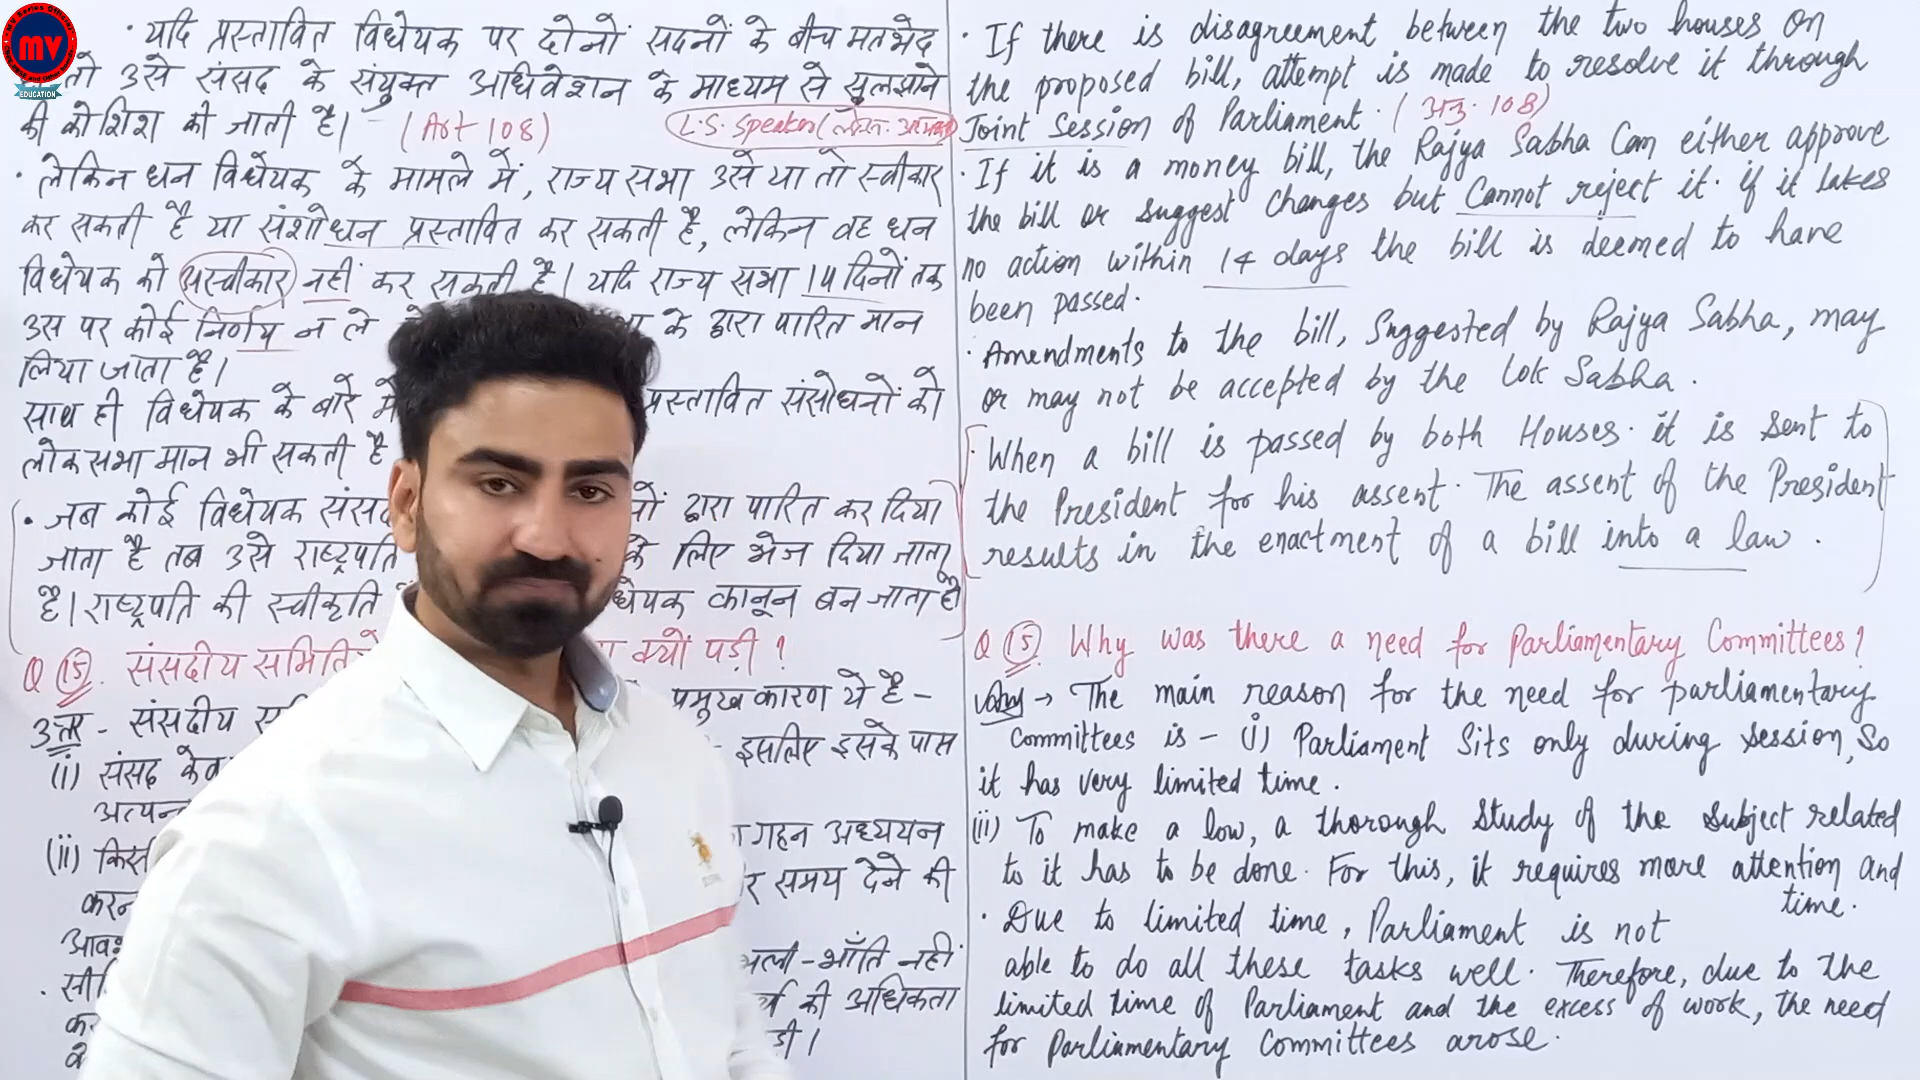 MV Series Official
mv
EDUCATION
· यदि प्रस्तावित विधेयक पर दोनों सदनों के बीच मतभेद
तो उसे संसद के संयुक्त अधिवेशन के माध्यम से सुलझाने
की कोशिश की जाती है। - (Art-108)
L.S. Speaker (लोक. अध्यक्ष)
· लेकिन धन विधेयक के मामले में, राज्य सभा उसे या तो स्वीकार
कर सकती है या संशोधन प्रस्तावित कर सकती है, लेकिन वह धन
विधेयक को अस्वीकार नहीं कर सकती है। यदि राज्य सभा 14 दिनों तक
उस पर कोई निर्णय न ले के द्वारा पारित मान
लिया जाता है।
साथ ही विधेयक के बारे में प्रस्तावित संसोधनों को
लोकसभा मान भी सकती है
· जब कोई विधेयक संसद द्वारा पारित कर दिया
जाता है तब उसे राष्ट्रपति के लिए भेज दिया जाता
है। राष्ट्रपति की स्वीकृति कानून बन जाता है
Q (15). संसदीय क्यों पड़ी ?
उत्तर - संसदीय प्रमुख कारण ये है -
(i) संसद इसलिए इसके पास
(ii) गहन अध्ययन
समय देने की
भली-भाँति नहीं
की अधिकता
· If there is disagreement between the two houses on
the proposed bill, attempt is made to resolve it through
Joint Session of Parliament. (अनु. 108)
· If it is a money bill, the Rajya Sabha Can either approve
the bill or suggest changes but Cannot reject it. if it takes
no action within 14 days the bill is deemed to have
been passed.
· Amendments to the bill, Suggested by Rajya Sabha, may
or may not be accepted by the Lok Sabha.
· When a bill is passed by both Houses. it is sent to
the President for his assent. The assent of the President
results in the enactment of a bill into a law.
Q (15). Why was there a need for Parliamentary Committees?
Ans → The main reason for the need for parliamentary
Committees is - (i) Parliament Sits only during session, So
it has very limited time.
(ii) To make a law, a thorough study of the subject related
to it has to be done. For this, it requires more attention and
time.
· Due to limited time, Parliament is not
able to do all these tasks well. Therefore, due to the
limited time of Parliament and the excess of work, the need
for Parliamentary Committees arose.